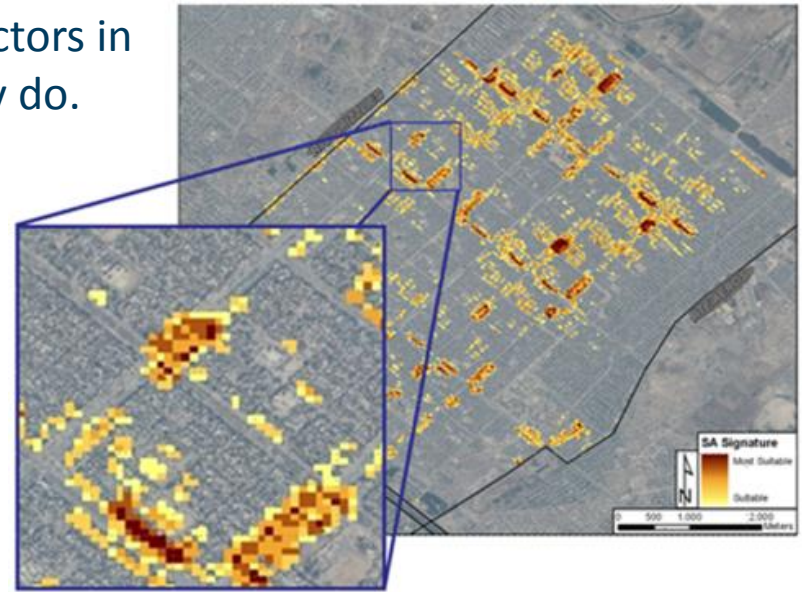 ctors in
y do.
SA Signature
Most Suitable
Suitable
N
0 500 1,000 2,000
Meters